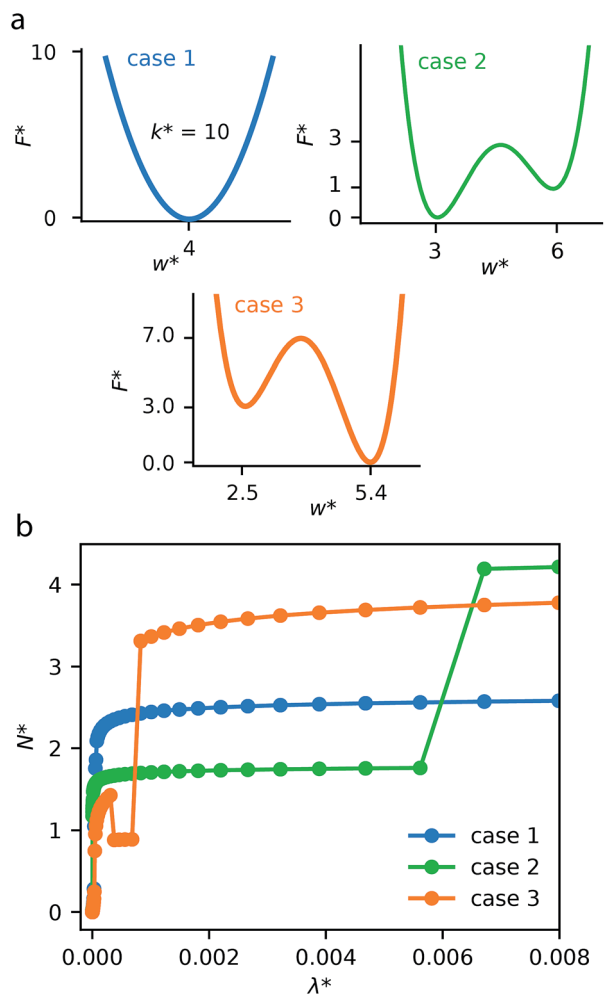 a
case 1
k* = 10
F*
10
0
4
w*
case 2
F*
3
1
0
3
6
w*
case 3
F*
7.0
3.0
0.0
2.5
5.4
w*
b
N*
4
3
2
1
0
case 1
case 2
case 3
0.000
0.002
0.004
0.006
0.008
λ*